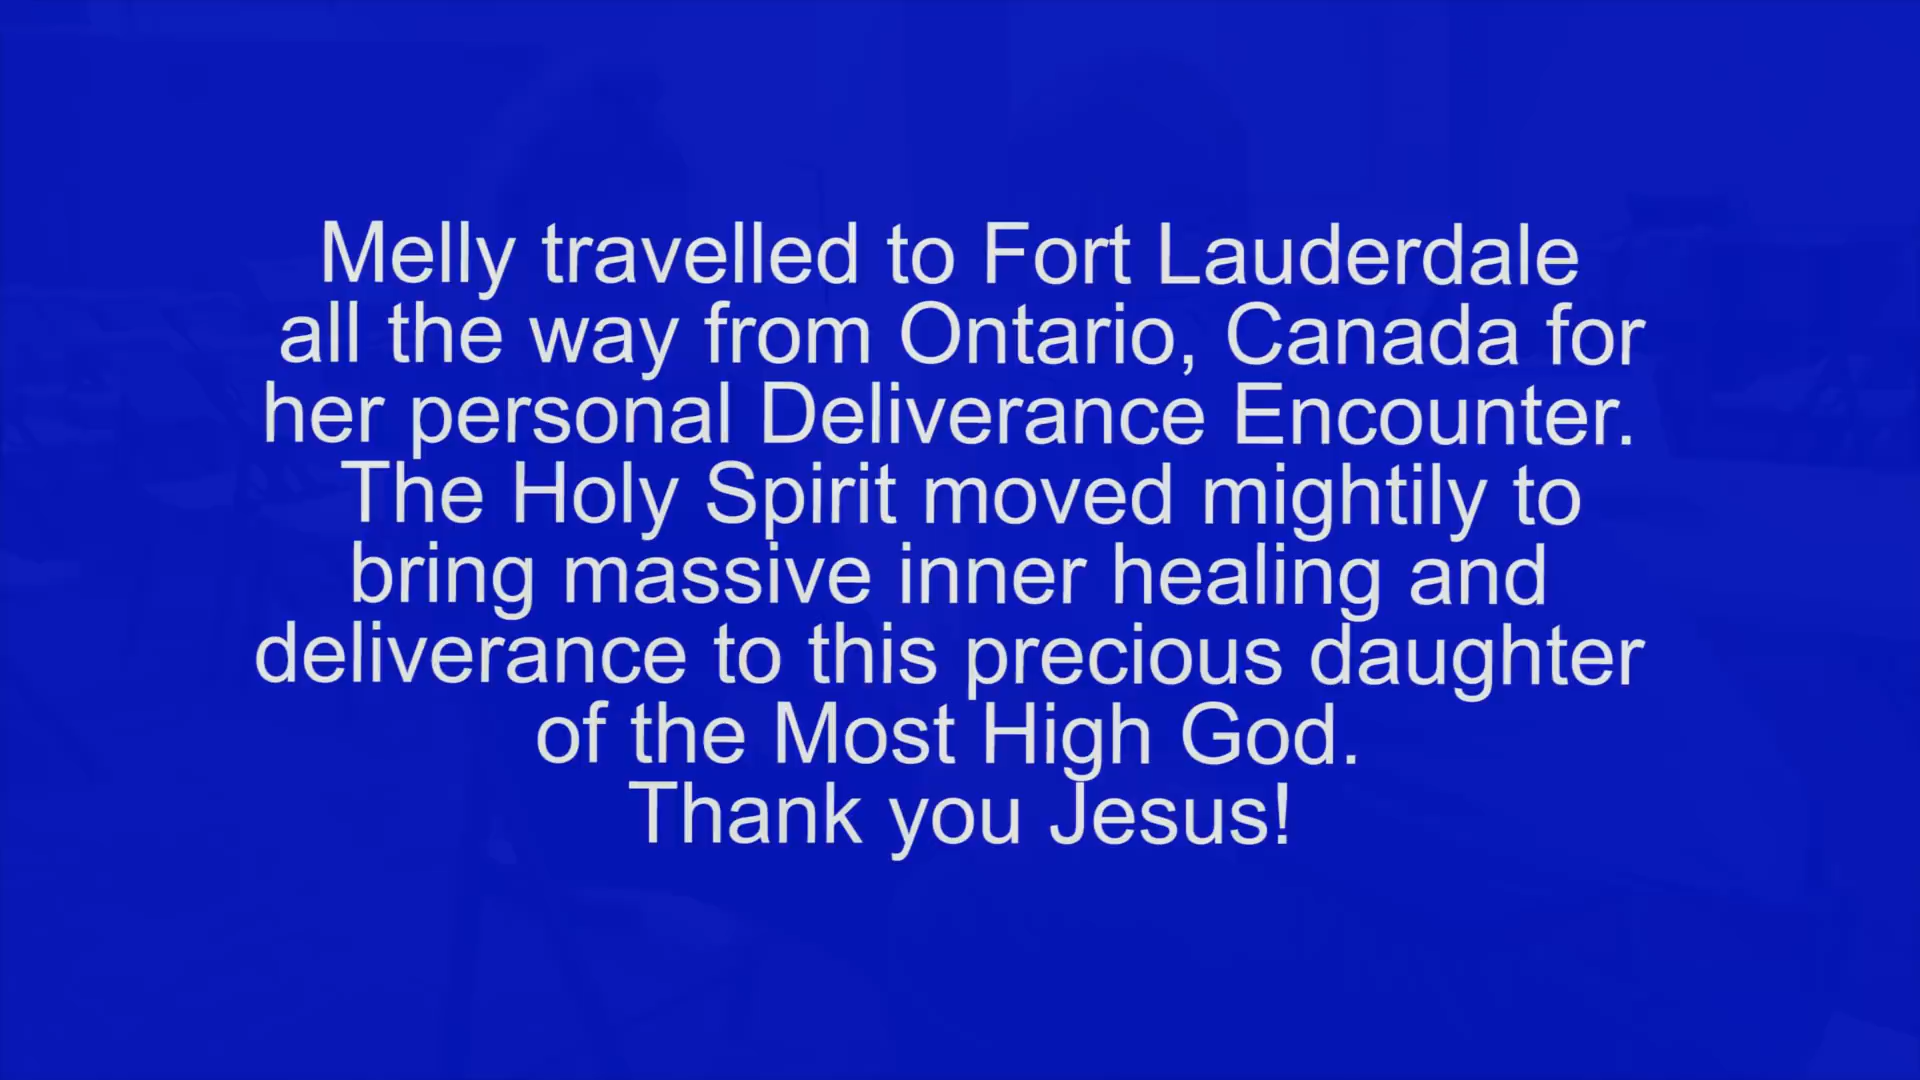 Melly travelled to Fort Lauderdale
all the way from Ontario, Canada for
her personal Deliverance Encounter.
The Holy Spirit moved mightily to
bring massive inner healing and
deliverance to this precious daughter
of the Most High God.
Thank you Jesus!